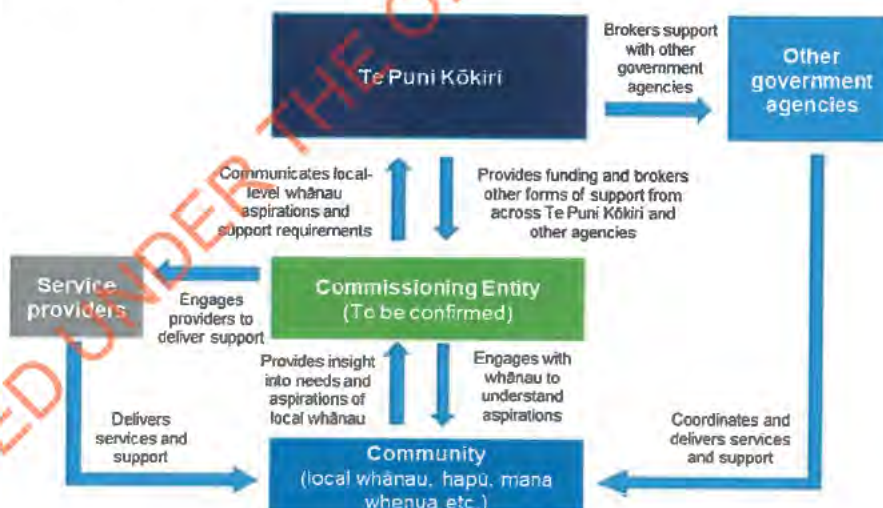 Te Puni Kōkiri
Brokers support
with other
government
agencies
Other
government
agencies
Communicates local-
level whānau
aspirations and
support requirements
Provides funding and brokers
other forms of support from
across Te Puni Kōkiri and
other agencies
Service
providers
Engages
providers to
deliver support
Commissioning Entity
(To be confirmed)
Provides insight
into needs and
aspirations of
local whānau
Engages with
whānau to
understand
aspirations
Delivers
services and
support
Coordinates and
delivers services
and support
Community
(local whānau, hapū, mana
whenua etc.)
ED UNDER THE O